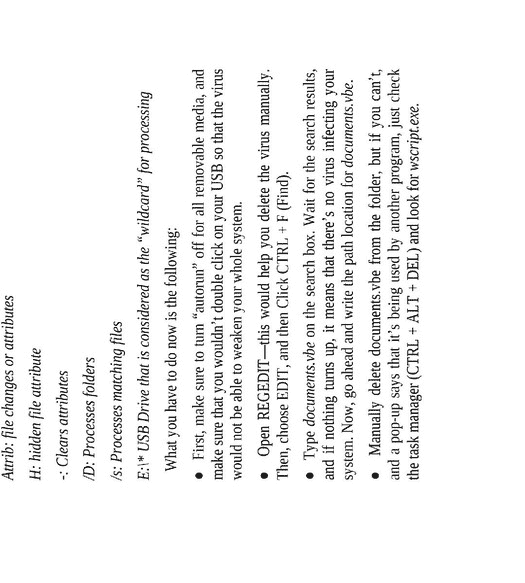 Attrib: file changes or attributes
H: hidden file attribute
-: Clears attributes
/D: Processes folders
/s: Processes matching files
E:\* USB Drive that is considered as the “wildcard” for processing
What you have to do now is the following:
● First, make sure to turn “autorun” off for all removable media, and
make sure that you wouldn’t double click on your USB so that the virus
would not be able to weaken your whole system.
● Open REGEDIT—this would help you delete the virus manually.
Then, choose EDIT, and then Click CTRL + F (Find).
● Type documents.vbe on the search box. Wait for the search results,
and if nothing turns up, it means that there’s no virus infecting your
system. Now, go ahead and write the path location for documents.vbe.
● Manually delete documents.vbe from the folder, but if you can’t,
and a pop-up says that it’s being used by another program, just check
the task manager (CTRL + ALT + DEL) and look for wscript.exe.